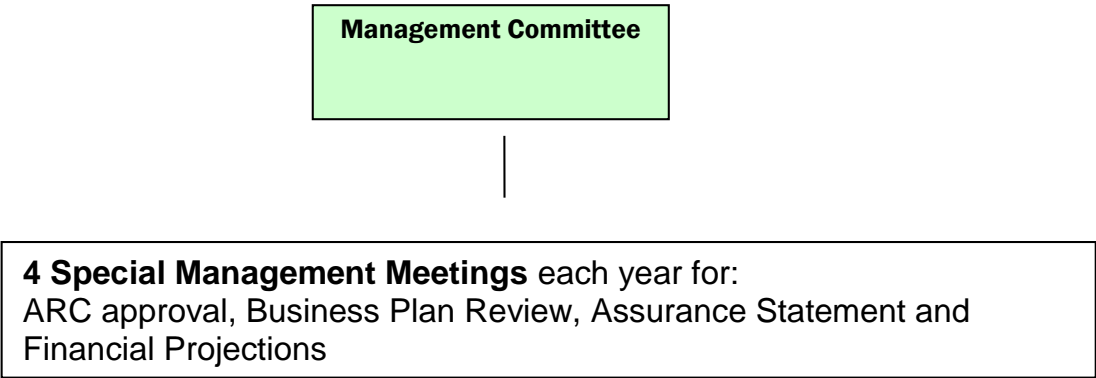 Management Committee
4 Special Management Meetings each year for:
ARC approval, Business Plan Review, Assurance Statement and
Financial Projections